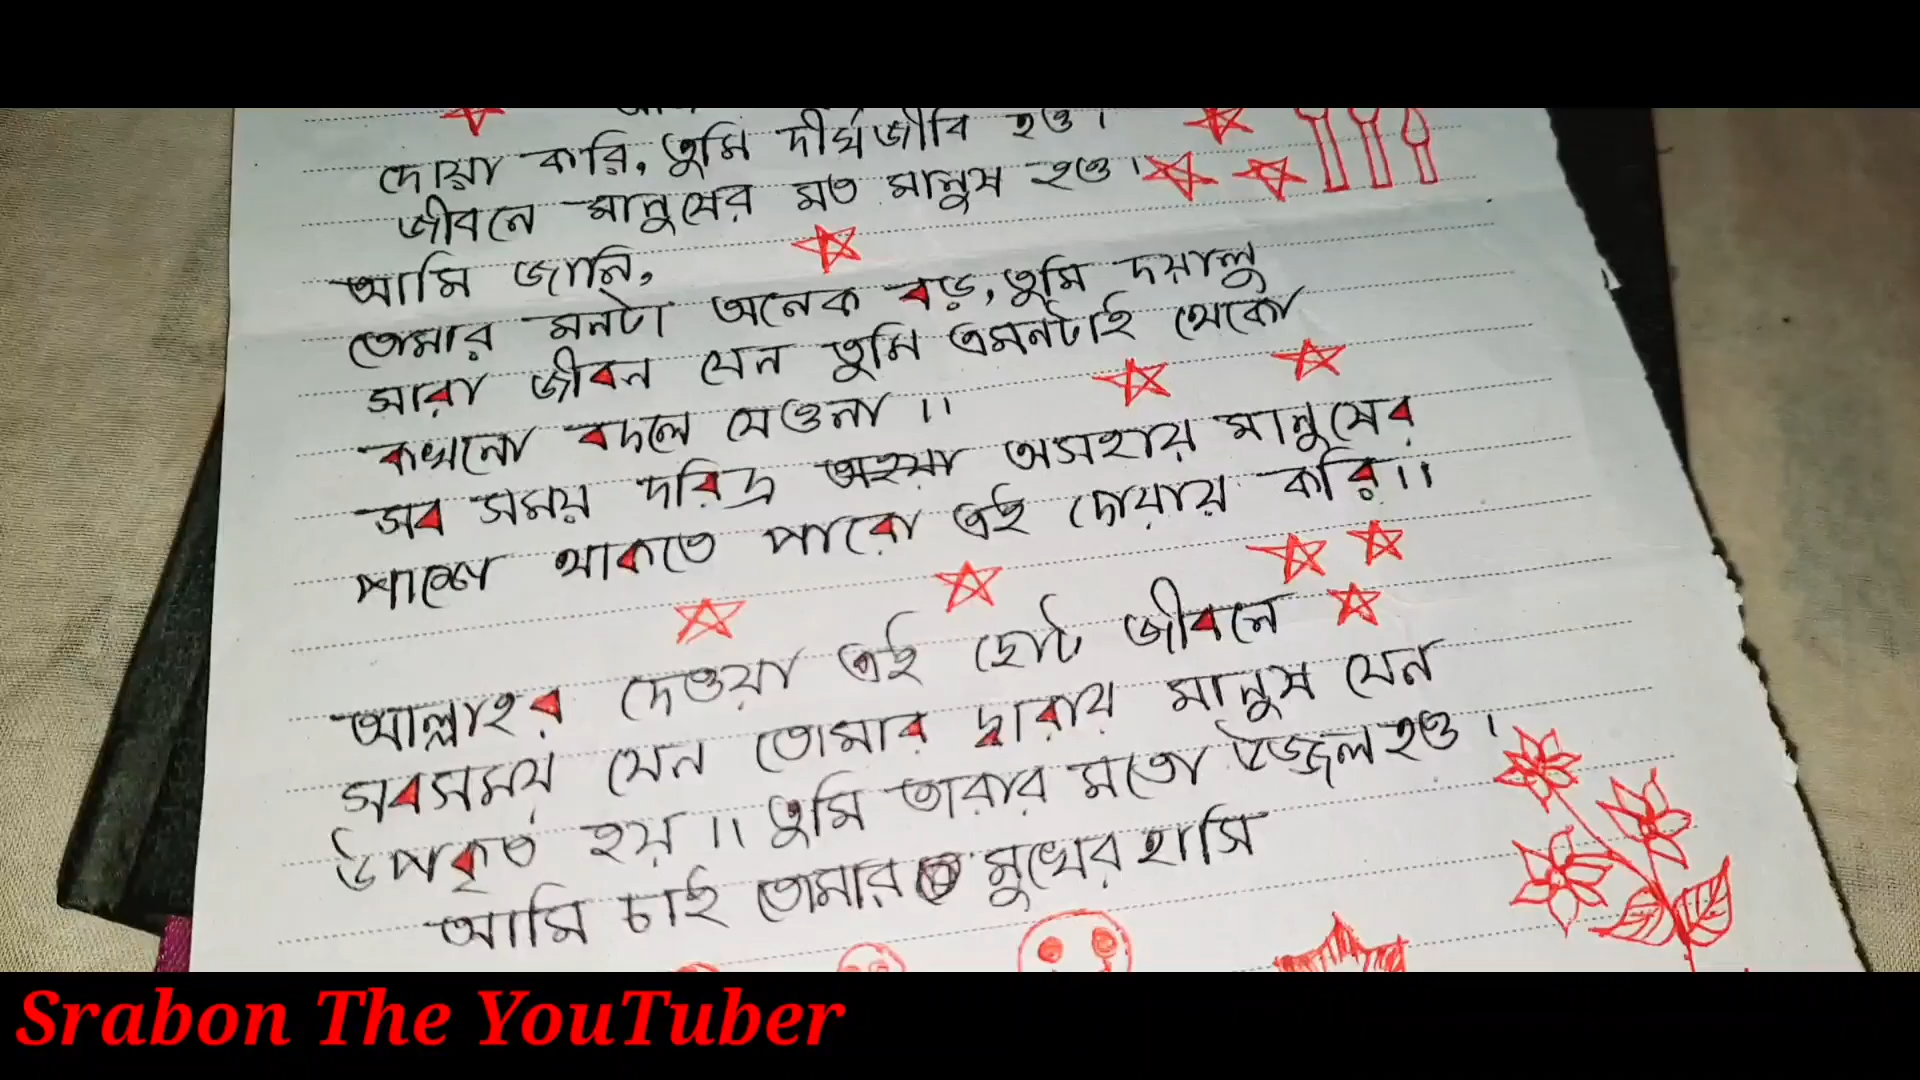 দোয়া করি, তুমি দীর্ঘজীবি হও।
জীবনে মানুষের মত মানুষ হও।
আমি জানি,
তোমার মনটা অনেক বড়, তুমি দয়ালু
সারা জীবন যেন তুমি এমনটাই থেকো
কখনো বদলে যেওনা ।।
সব সময় দরিদ্র অসহায় মানুষের
পাশে থাকতে পারো এই দোয়ায় করি।।
আল্লাহর দেওয়া এই ছোট জীবনে
সবসময় যেন তোমার দ্বারায় মানুষ যেন
উপকৃত হয় ।। তুমি তারার মতো উজ্জ্বল হও ।
আমি চাই তোমার মুখের হাসি
Srabon The YouTuber